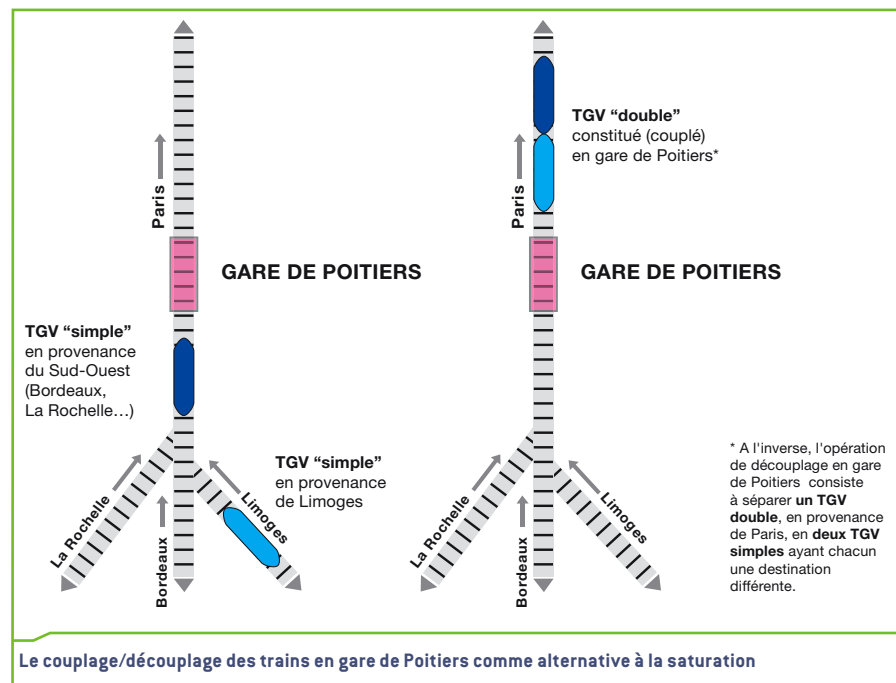 Paris
GARE DE POITIERS
TGV “simple”
en provenance
du Sud-Ouest
(Bordeaux,
La Rochelle…)
TGV “simple”
en provenance
de Limoges
La Rochelle
Bordeaux
Limoges
TGV “double”
constitué (couplé)
en gare de Poitiers*
Paris
GARE DE POITIERS
La Rochelle
Bordeaux
Limoges
* A l'inverse, l'opération
de découplage en gare
de Poitiers consiste
à séparer un TGV
double, en provenance
de Paris, en deux TGV
simples ayant chacun
une destination
différente.
Le couplage/découplage des trains en gare de Poitiers comme alternative à la saturation